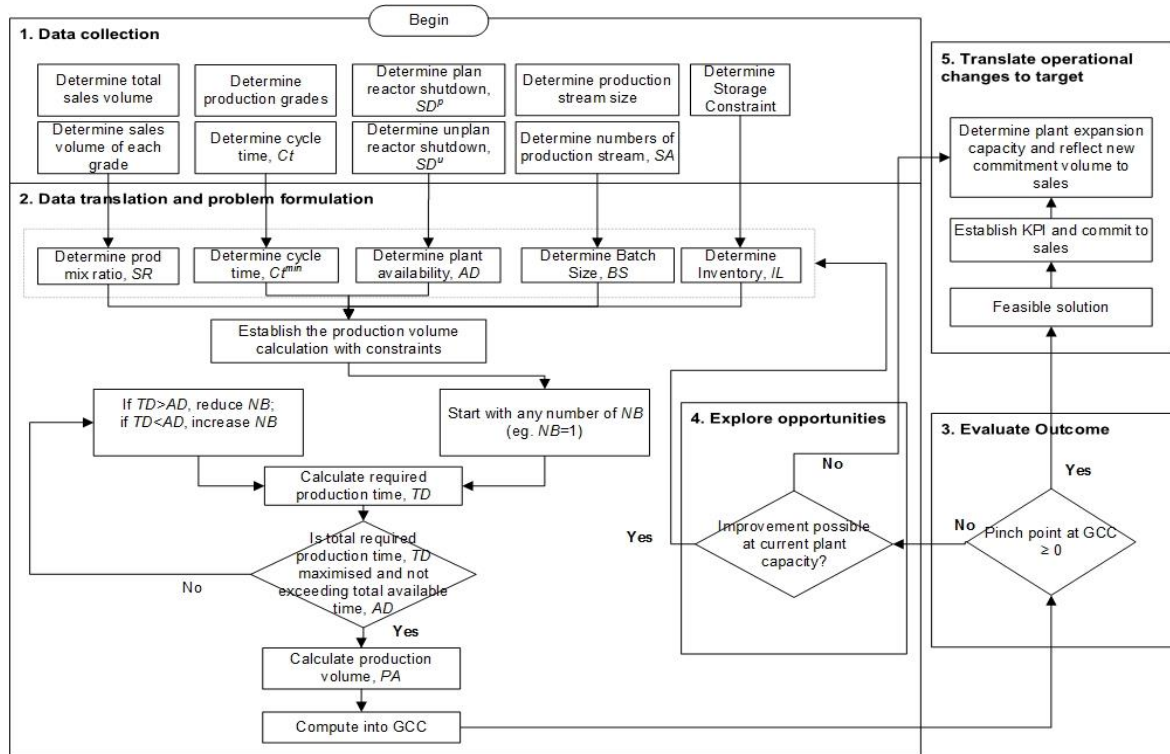 Begin
1. Data collection
Determine total
sales volume
Determine
production grades
Determine plan
reactor shutdown,
SDᵖ
Determine production
stream size
Determine
Storage
Constraint
Determine sales
volume of each
grade
Determine cycle
time, Ct
Determine unplan
reactor shutdown,
SDᵘ
Determine numbers of
production stream, SA
2. Data translation and problem formulation
Determine prod
mix ratio, SR
Determine cycle
time, Ctᵐⁱⁿ
Determine plant
availability, AD
Determine Batch
Size, BS
Determine
Inventory, IL
Establish the production volume
calculation with constraints
If TD>AD, reduce NB;
if TD<AD, increase NB
Start with any number of NB
(eg. NB=1)
Calculate required
production time, TD
Is total required
production time, TD
maximised and not
exceeding total available
time, AD
No
Yes
Calculate production
volume, PA
Compute into GCC
3. Evaluate Outcome
Pinch point at GCC
≥ 0
Yes
No
4. Explore opportunities
No
Improvement possible
at current plant
capacity?
Yes
5. Translate operational
changes to target
Determine plant expansion
capacity and reflect new
commitment volume to
sales
Establish KPI and commit to
sales
Feasible solution